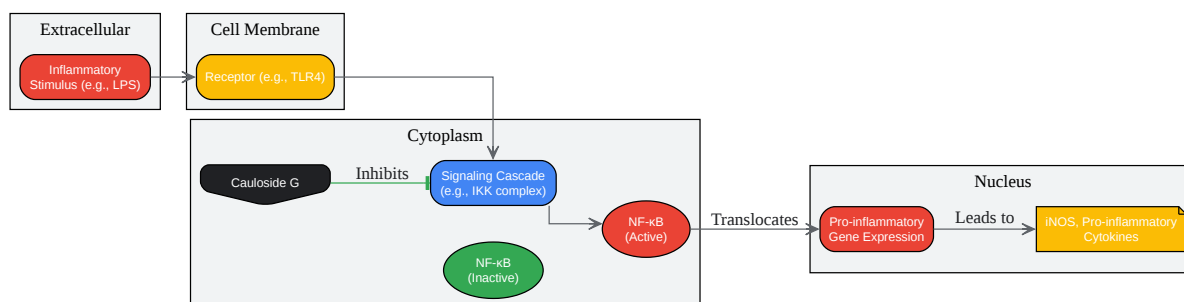 Extracellular
Inflammatory
Stimulus (e.g., LPS)
Cell Membrane
Receptor (e.g., TLR4)
Cytoplasm
Cauloside G
Inhibits
Signaling Cascade
(e.g., IKK complex)
NF-κB
(Active)
NF-κB
(Inactive)
Translocates
Nucleus
Pro-inflammatory
Gene Expression
Leads to
iNOS, Pro-inflammatory
Cytokines